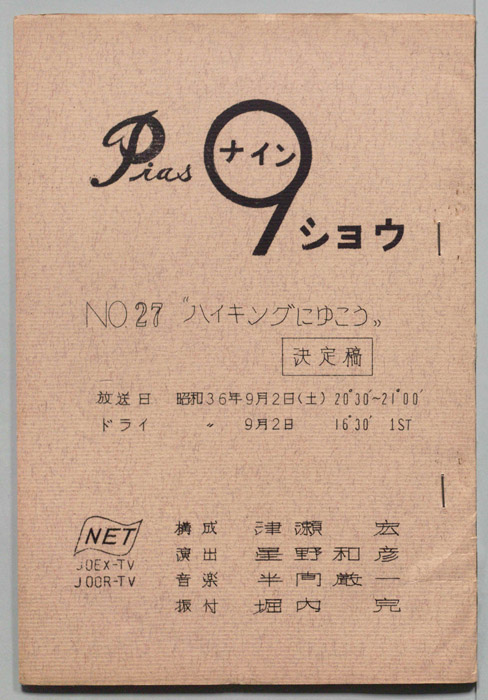 Pias 9 ナイン ショウ
NO.27 〝ハイキングにゆこう〟
決定稿
放送日 昭和36年9月2日(土) 20°30′~21°00′
ドライ 〃 9月2日 16°30′ 1ST
NET
JOEX-TV
JOOR-TV
構成 津瀬 宏
演出 星野和彦
音楽 半間巌一
振付 堀内 完